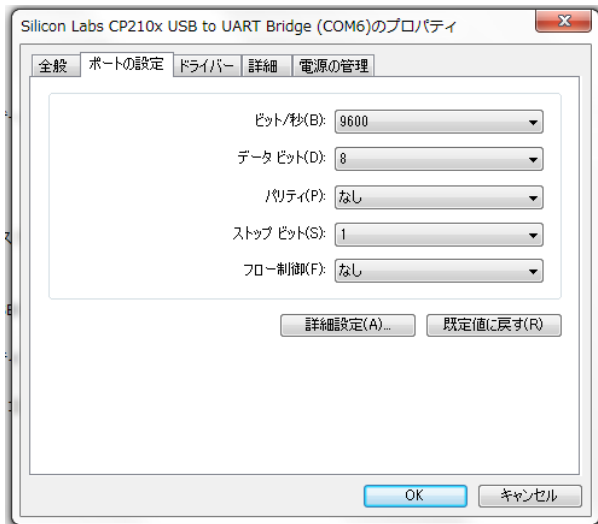 Silicon Labs CP210x USB to UART Bridge (COM6)のプロパティ
全般 ポートの設定 ドライバー 詳細 電源の管理
ビット/秒(B): 9600
データ ビット(D): 8
パリティ(P): なし
ストップ ビット(S): 1
フロー制御(F): なし
詳細設定(A)... 既定値に戻す(R)
OK キャンセル